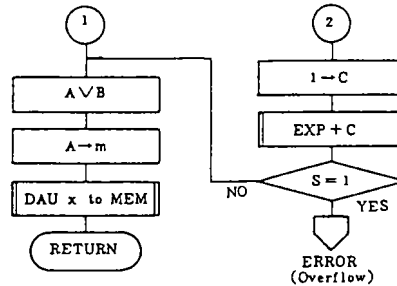 1
A∨B
A→m
DAU x to MEM
RETURN
2
1→C
EXP + C
S = 1
NO
YES
ERROR
(Overflow)